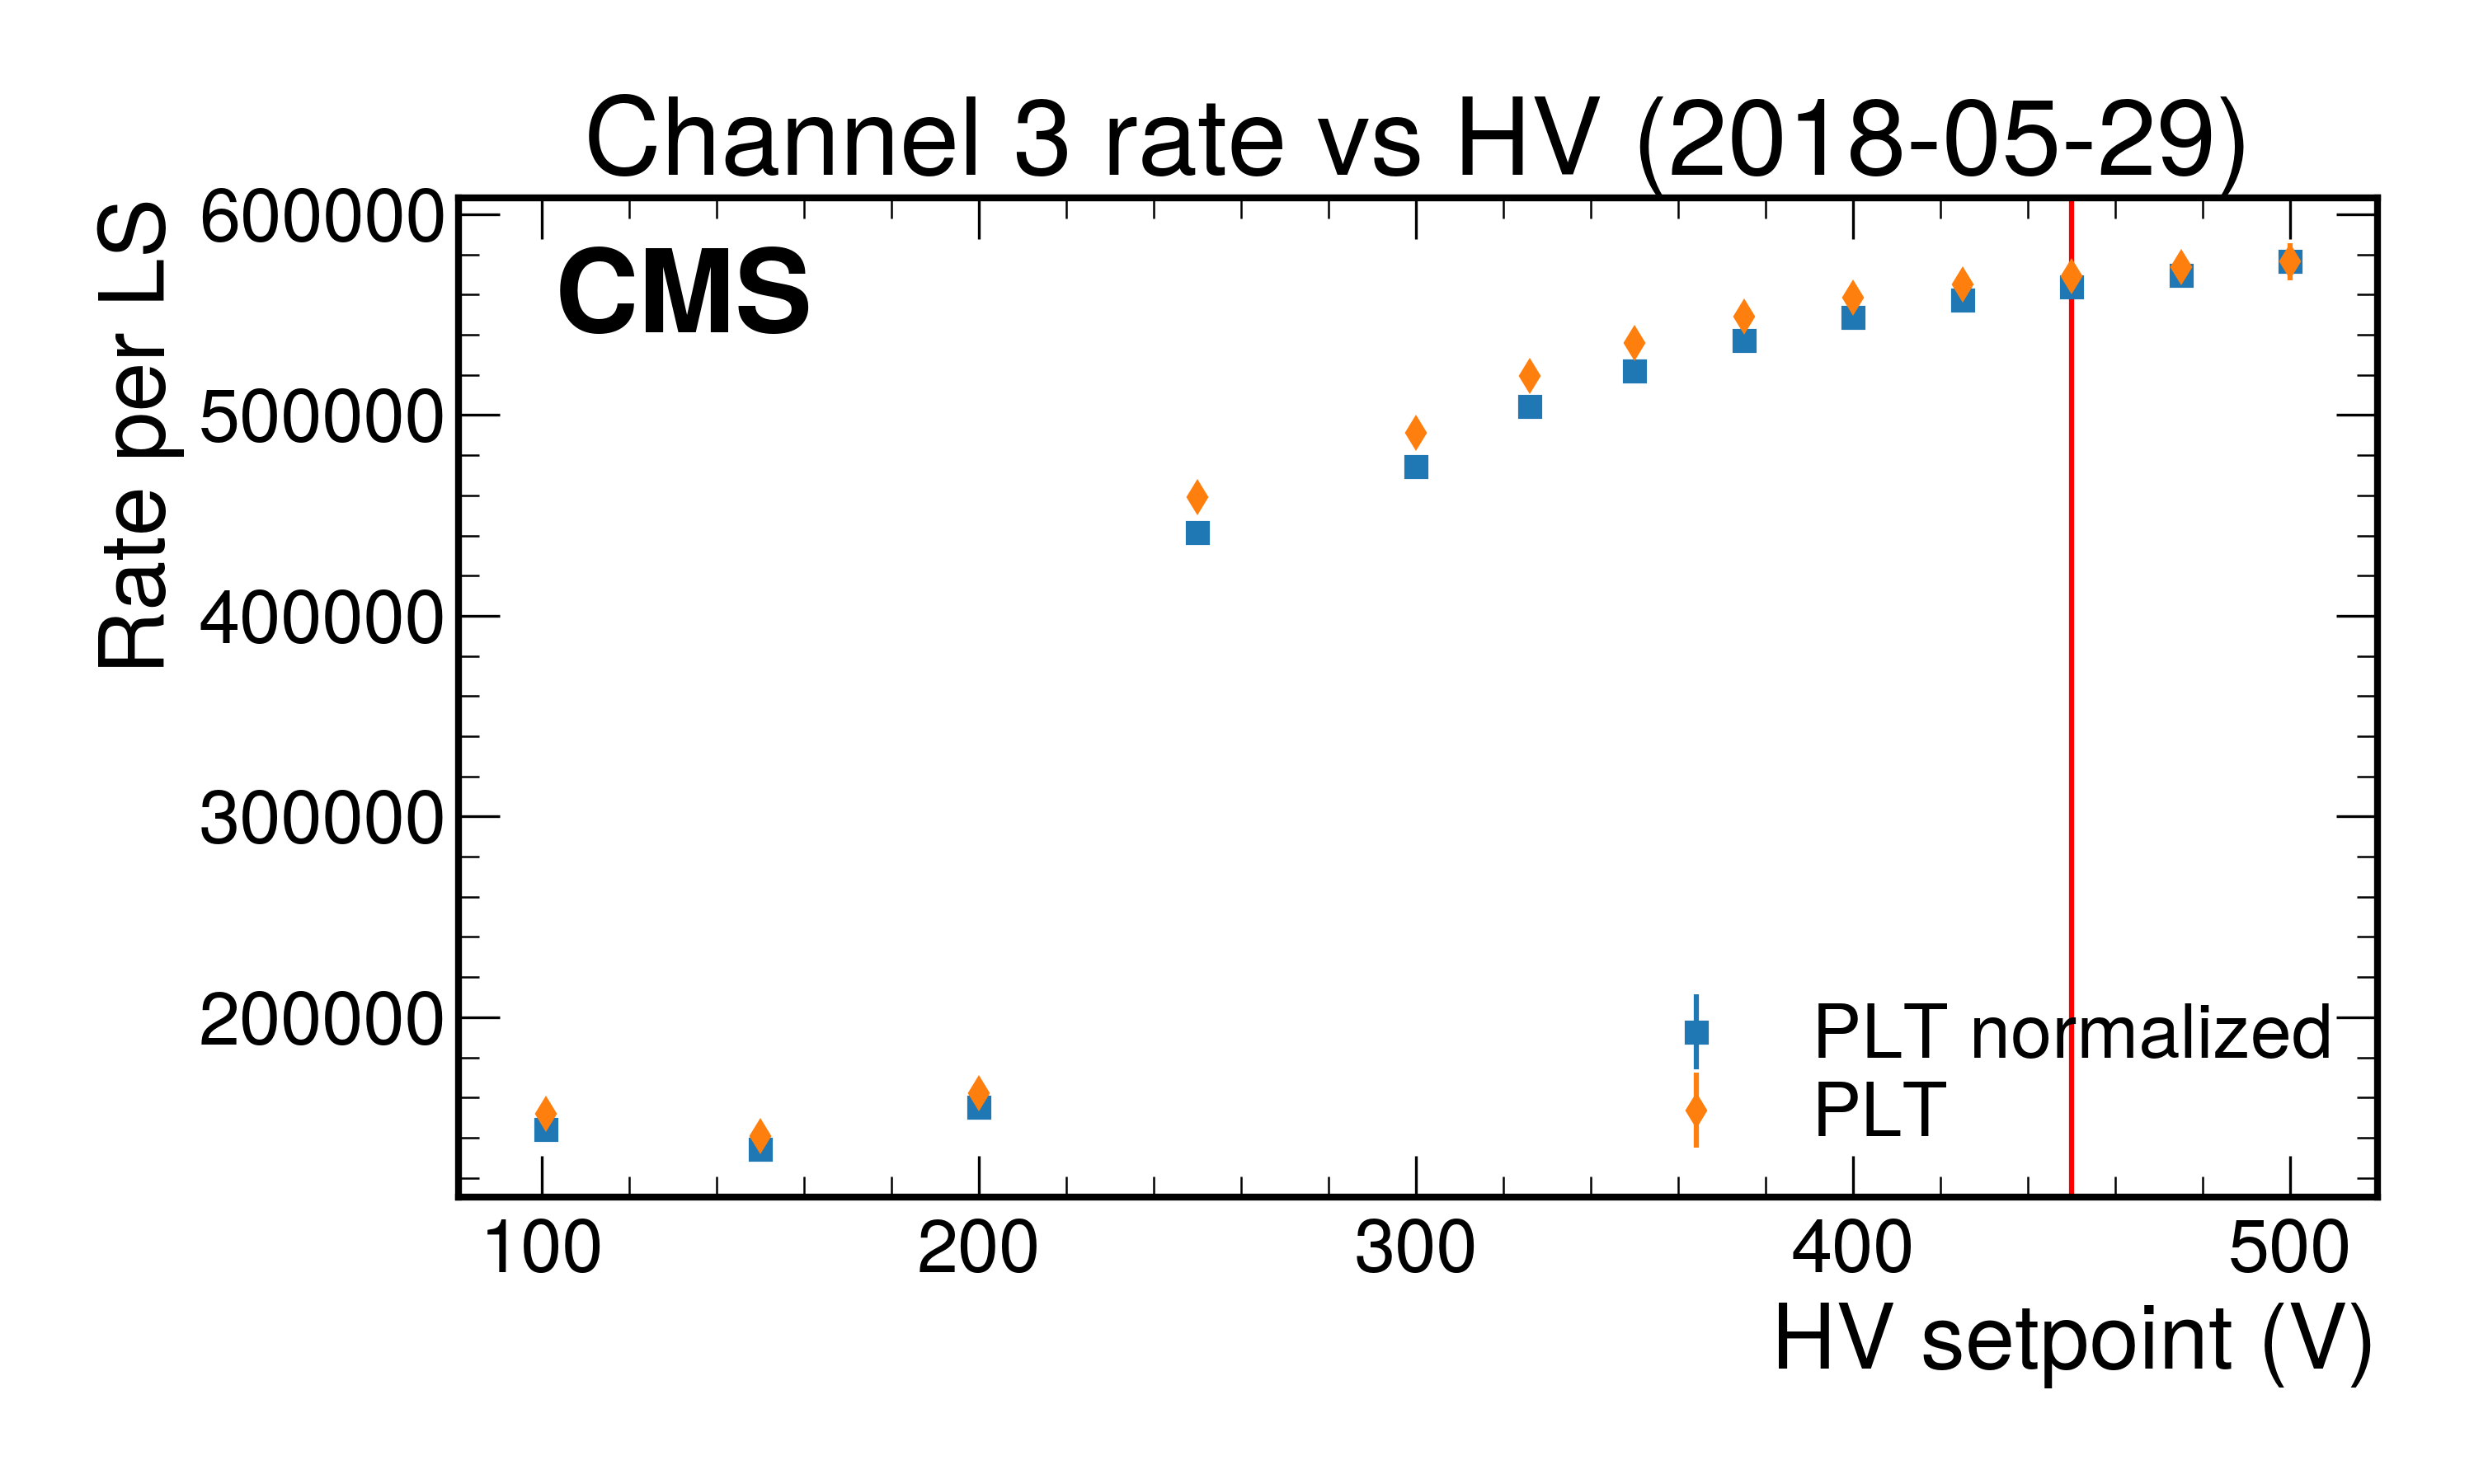 Channel 3 rate vs HV (2018-05-29)
CMS
Rate per LS
600000
500000
400000
300000
200000
PLT normalized
PLT
100 200 300 400 500
HV setpoint (V)